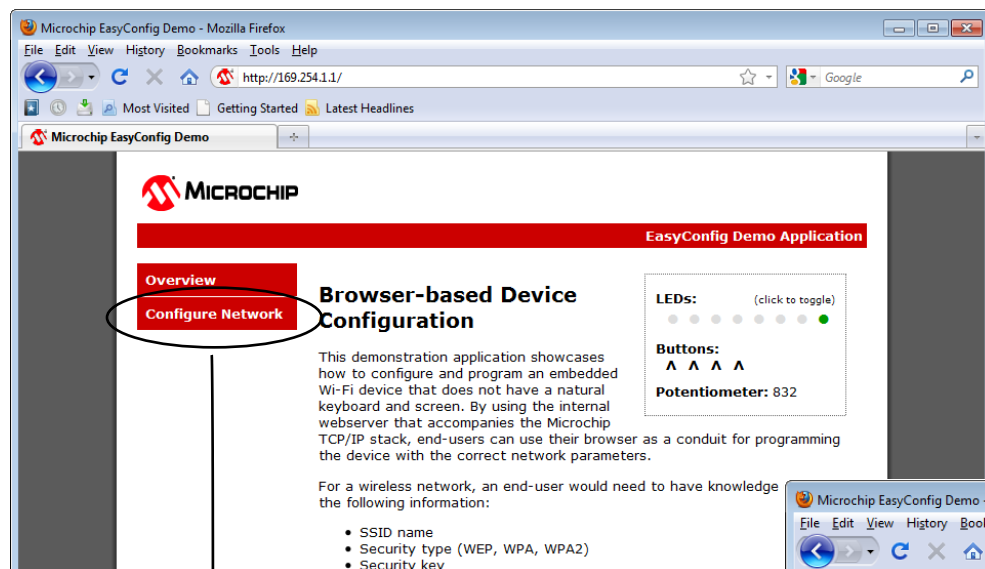 Microchip EasyConfig Demo - Mozilla Firefox
File Edit View History Bookmarks Tools Help
http://169.254.1.1/
Google
Most Visited Getting Started Latest Headlines
Microchip EasyConfig Demo
MICROCHIP
EasyConfig Demo Application
Overview
Configure Network
Browser-based Device
Configuration
This demonstration application showcases
how to configure and program an embedded
Wi-Fi device that does not have a natural
keyboard and screen. By using the internal
webserver that accompanies the Microchip
TCP/IP stack, end-users can use their browser as a conduit for programming
the device with the correct network parameters.
LEDs: (click to toggle)
Buttons:
Λ Λ Λ Λ
Potentiometer: 832
For a wireless network, an end-user would need to have knowledge
the following information:
• SSID name
• Security type (WEP, WPA, WPA2)
• Security key
Microchip EasyConfig Demo -
File Edit View History Bool